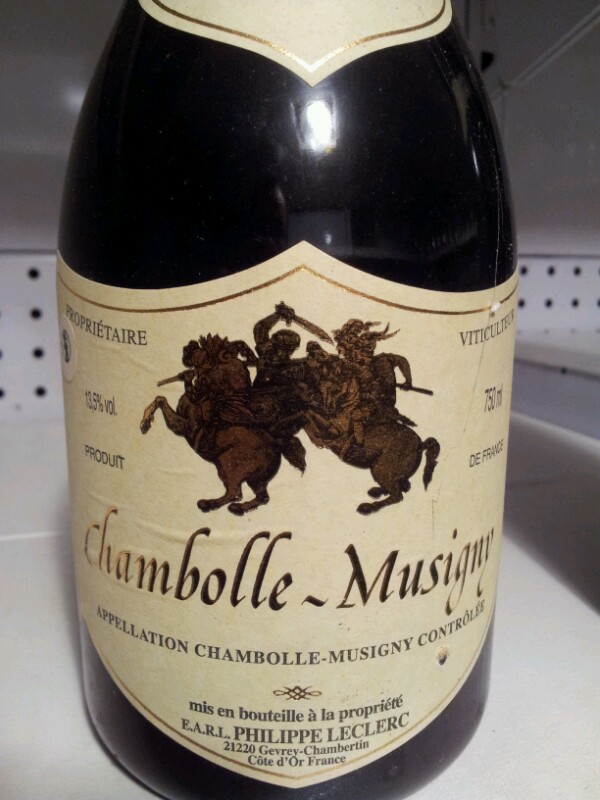 PROPRIÉTAIRE
VITICULTEUR
13,5% vol.
750 ml
PRODUIT
DE FRANCE
Chambolle ~ Musigny
APPELLATION CHAMBOLLE-MUSIGNY CONTRÔLÉE
mis en bouteille à la propriété
E.A.R.L. PHILIPPE LECLERC
21220 Gevrey-Chambertin
Côte d'Or France